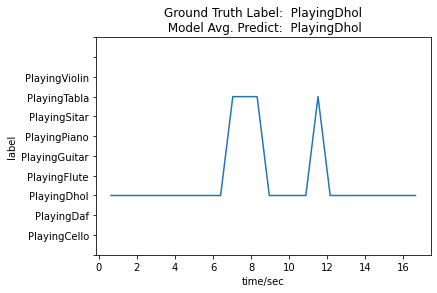 Ground Truth Label:  PlayingDhol
Model Avg. Predict:  PlayingDhol
PlayingViolin
PlayingTabla
PlayingSitar
PlayingPiano
PlayingGuitar
PlayingFlute
PlayingDhol
PlayingDaf
PlayingCello
label
0 2 4 6 8 10 12 14 16
time/sec